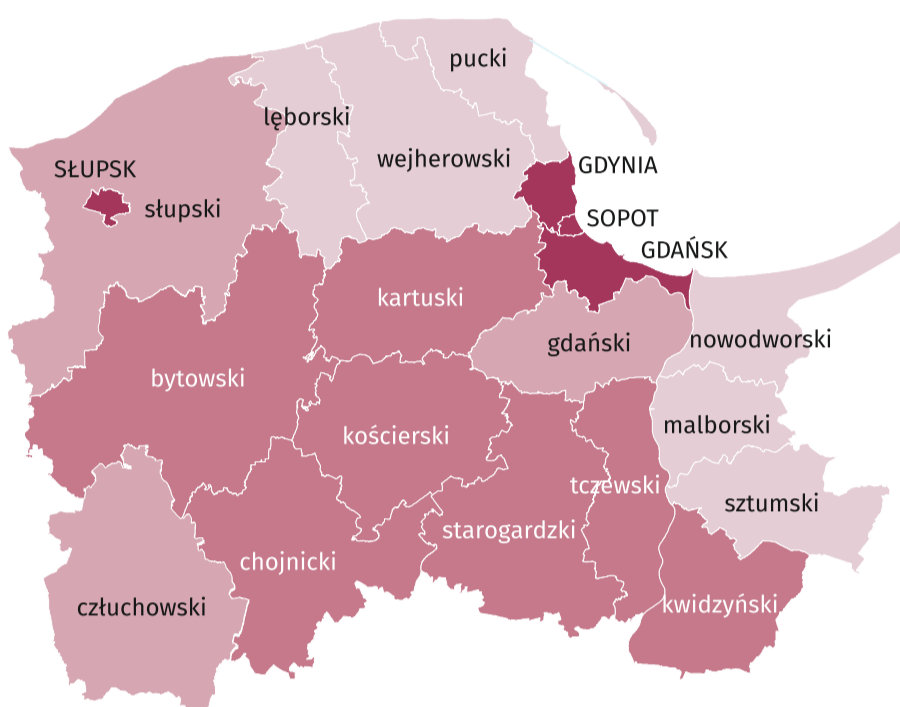 pucki
lęborski
wejherowski
GDYNIA
SŁUPSK
słupski
SOPOT
GDAŃSK
kartuski
gdański
nowodworski
bytowski
kościerski
malborski
tczewski
sztumski
starogardzki
chojnicki
człuchowski
kwidzyński